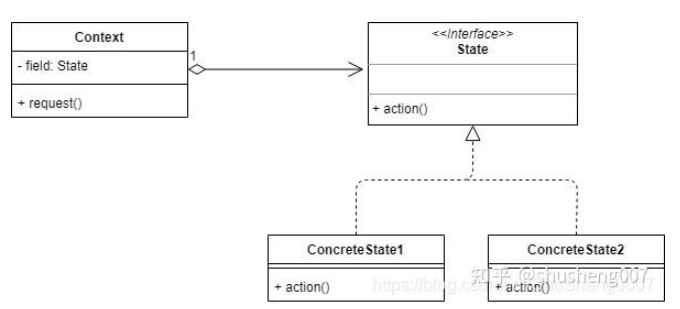 Context
- field: State
+ request()
1
<<Interface>>
State
+ action()
ConcreteState1
+ action()
ConcreteState2
+ action()
知乎 @shusheng007